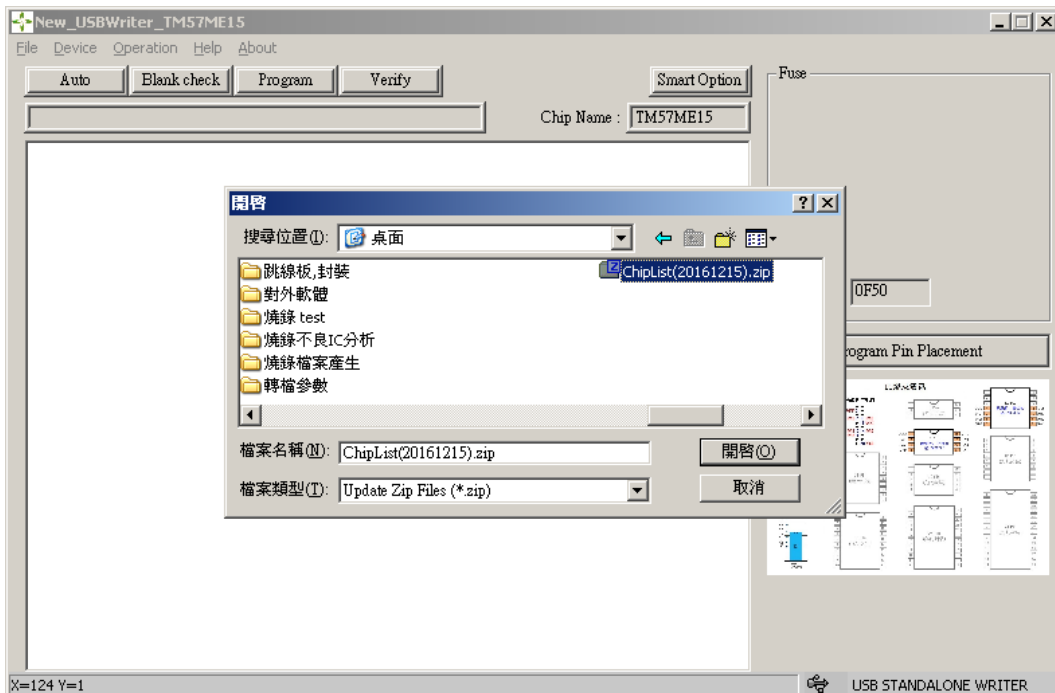 New_USBWriter_TM57ME15
File Device Operation Help About
Auto Blank check Program Verify Smart Option
Fuse
Chip Name : TM57ME15
開啓
搜尋位置(I): 桌面
跳線板,封裝
對外軟體
燒錄 test
燒錄不良IC分析
燒錄檔案產生
轉檔參數
ChipList(20161215).zip
0F50
rogram Pin Placement
檔案名稱(N): ChipList(20161215).zip 開啓(O)
檔案類型(T): Update Zip Files (*.zip) 取消
X=124 Y=1 USB STANDALONE WRITER